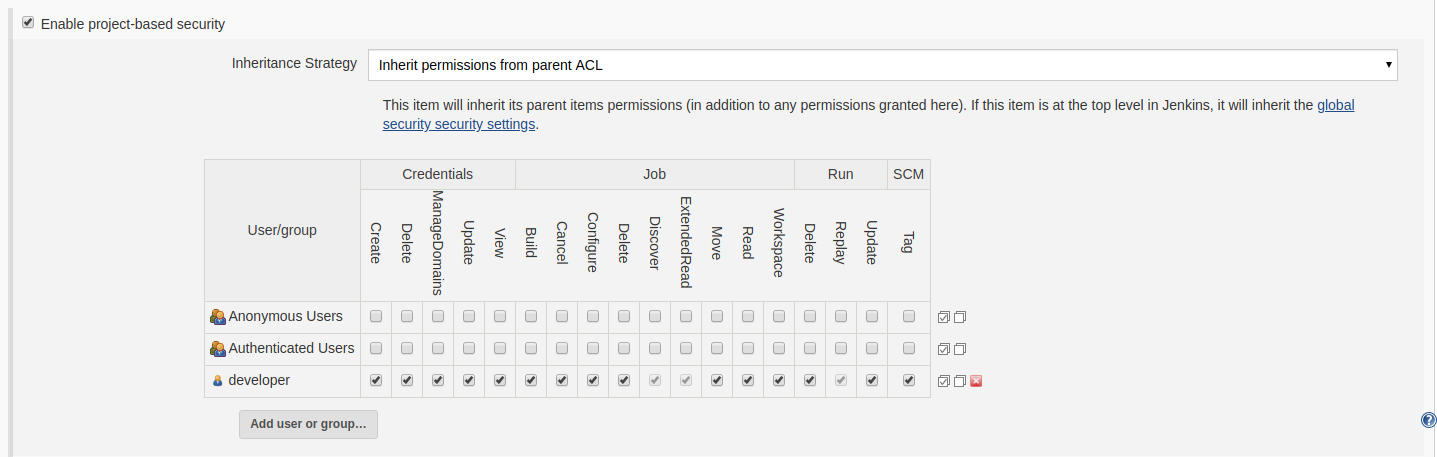 Enable project-based security
Inheritance Strategy
Inherit permissions from parent ACL
This item will inherit its parent items permissions (in addition to any permissions granted here). If this item is at the top level in Jenkins, it will inherit the global
security security settings.
User/group
Credentials
Job
Run
SCM
Create
Delete
ManageDomains
Update
View
Build
Cancel
Configure
Delete
Discover
ExtendedRead
Move
Read
Workspace
Delete
Replay
Update
Tag
Anonymous Users
Authenticated Users
developer
Add user or group...
?